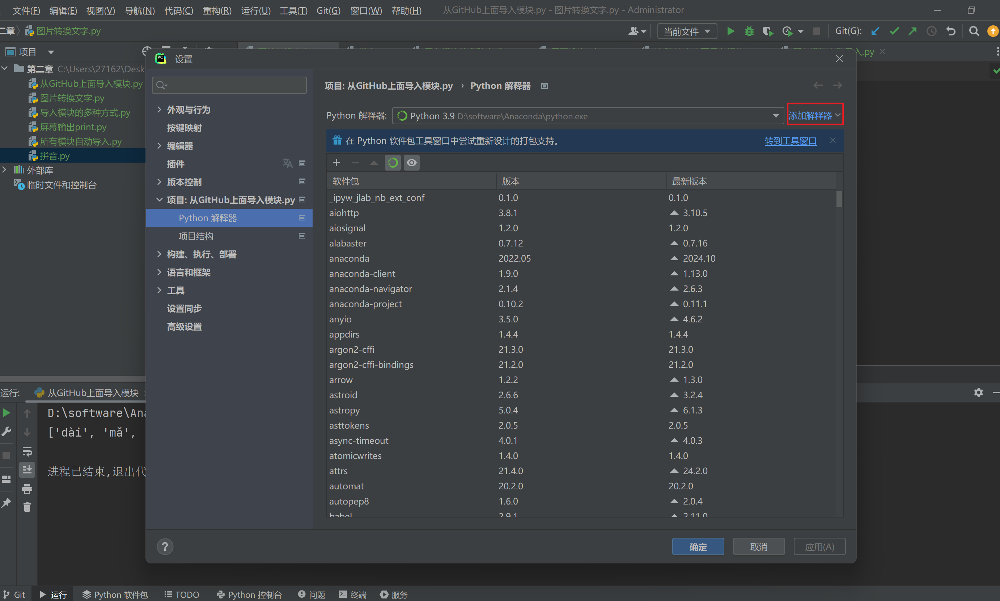 文件(F) 编辑(E) 视图(V) 导航(N) 代码(C) 重构(R) 运行(U) 工具(T) Git(G) 窗口(W) 帮助(H) 从GitHub上面导入模块.py - 图片转换文字.py - Administrator
二章 图片转换文字.py 当前文件 Git(G):
项目 入.py
设置
第二章 C:\Users\27162\Deskt
从GitHub上面导入模块.py
图片转换文字.py
导入模块的多种方式.py
屏幕输出print.py
所有模块自动导入.py
拼音.py
外部库
临时文件和控制台
外观与行为
按键映射
编辑器
插件
版本控制
项目: 从GitHub上面导入模块.py
Python 解释器
项目结构
构建、执行、部署
语言和框架
工具
设置同步
高级设置
项目: 从GitHub上面导入模块.py › Python 解释器
Python 解释器: Python 3.9 D:\software\Anaconda\python.exe 添加解释器
在 Python 软件包工具窗口中尝试重新设计的打包支持。 转到工具窗口
软件包 版本 最新版本
_ipyw_jlab_nb_ext_conf 0.1.0 0.1.0
aiohttp 3.8.1 3.10.5
aiosignal 1.2.0 1.2.0
alabaster 0.7.12 0.7.16
anaconda 2022.05 2024.10
anaconda-client 1.9.0 1.13.0
anaconda-navigator 2.1.4 2.6.3
anaconda-project 0.10.2 0.11.1
anyio 3.5.0 4.6.2
appdirs 1.4.4 1.4.4
argon2-cffi 21.3.0 21.3.0
argon2-cffi-bindings 21.2.0 21.2.0
arrow 1.2.2 1.3.0
astroid 2.6.6 3.2.4
astropy 5.0.4 6.1.3
asttokens 2.0.5 2.0.5
async-timeout 4.0.1 4.0.3
atomicwrites 1.4.0 1.4.0
attrs 21.4.0 24.2.0
automat 20.2.0 20.2.0
autopep8 1.6.0 2.0.4
babel 2.9.1 2.11.0
确定 取消 应用(A)
运行: 从GitHub上面导入模块
D:\software\Ana
['dài', 'mǎ',
进程已结束,退出代
Git 运行 Python 软件包 TODO Python 控制台 问题 终端 服务